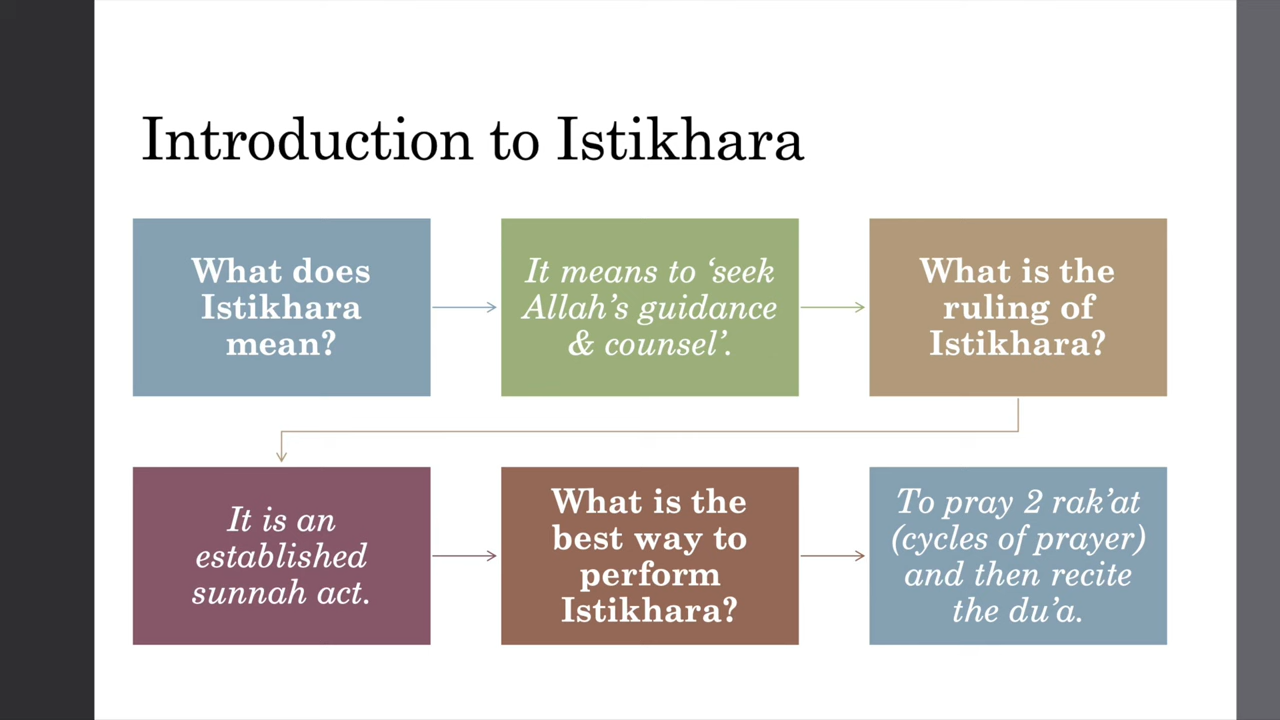 Introduction to Istikhara
What does
Istikhara
mean?
It means to ‘seek
Allah’s guidance
& counsel’.
What is the
ruling of
Istikhara?
It is an
established
sunnah act.
What is the
best way to
perform
Istikhara?
To pray 2 rak’at
(cycles of prayer)
and then recite
the du’a.